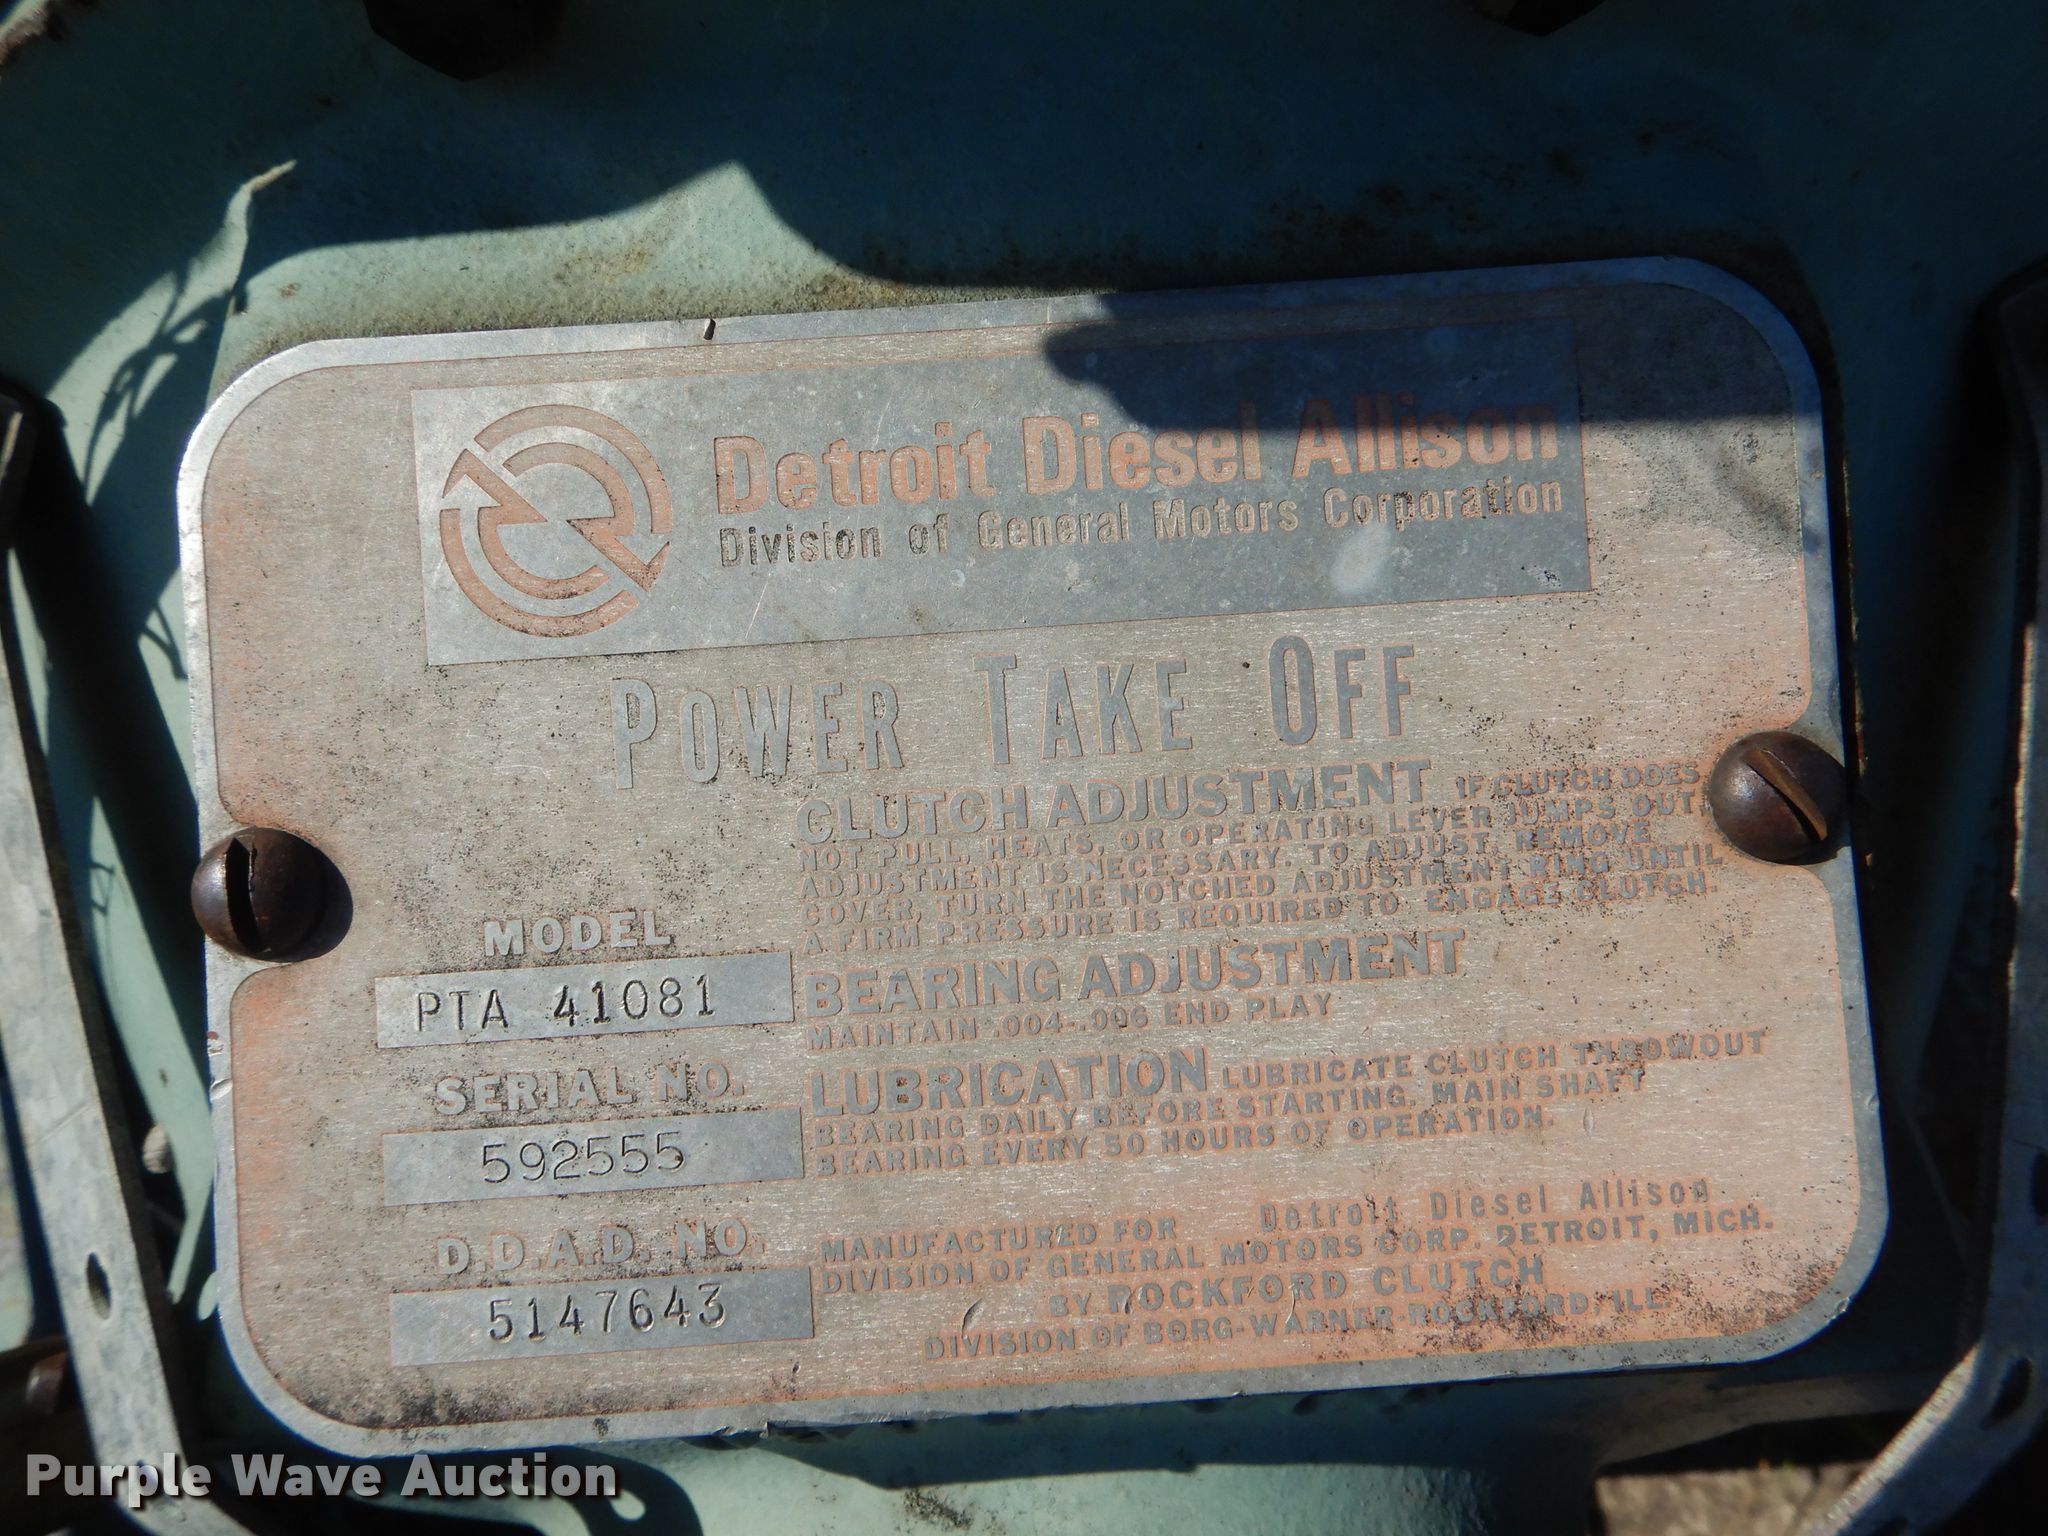 Detroit Diesel Allison
Division of General Motors Corporation
POWER TAKE OFF
MODEL
PTA 41081
SERIAL NO.
592555
D.D.A.D. NO.
5147643
CLUTCH ADJUSTMENT IF CLUTCH DOES
NOT PULL, HEATS, OR OPERATING LEVER JUMPS OUT,
ADJUSTMENT IS NECESSARY. TO ADJUST, REMOVE
COVER, TURN THE NOTCHED ADJUSTMENT RING UNTIL
A FIRM PRESSURE IS REQUIRED TO ENGAGE CLUTCH.
BEARING ADJUSTMENT
MAINTAIN .004-.006 END PLAY
LUBRICATION LUBRICATE CLUTCH THROWOUT
BEARING DAILY BEFORE STARTING. MAIN SHAFT
BEARING EVERY 50 HOURS OF OPERATION.
MANUFACTURED FOR Detroit Diesel Allison
DIVISION OF GENERAL MOTORS CORP. DETROIT, MICH.
BY ROCKFORD CLUTCH
DIVISION OF BORG-WARNER-ROCKFORD, ILL.
Purple Wave Auction